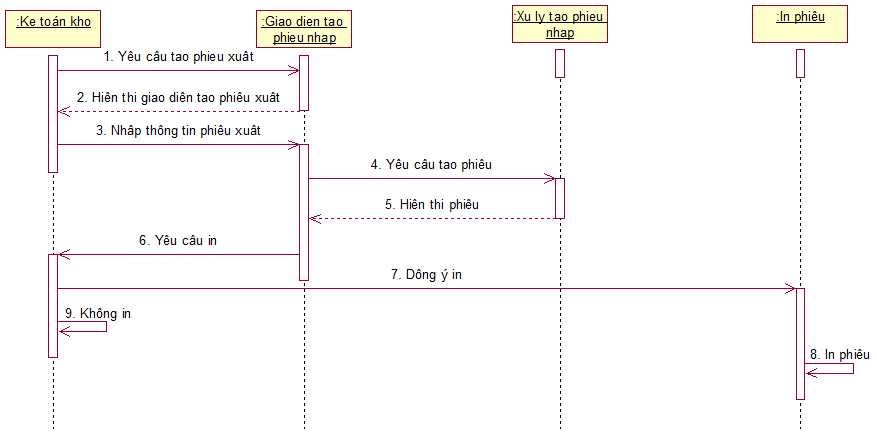 :Ke toán kho
:Giao dien tao
phieu nhap
:Xu ly tao phieu
nhap
:In phiêu
1. Yêu câu tao phieu xuât
2. Hiên thi giao diên tao phiêu xuât
3. Nhâp thông tin phiêu xuât
4. Yêu câu tao phiêu
5. Hiên thi phiêu
6. Yêu câu in
7. Dông ý in
9. Không in
8. In phiêu